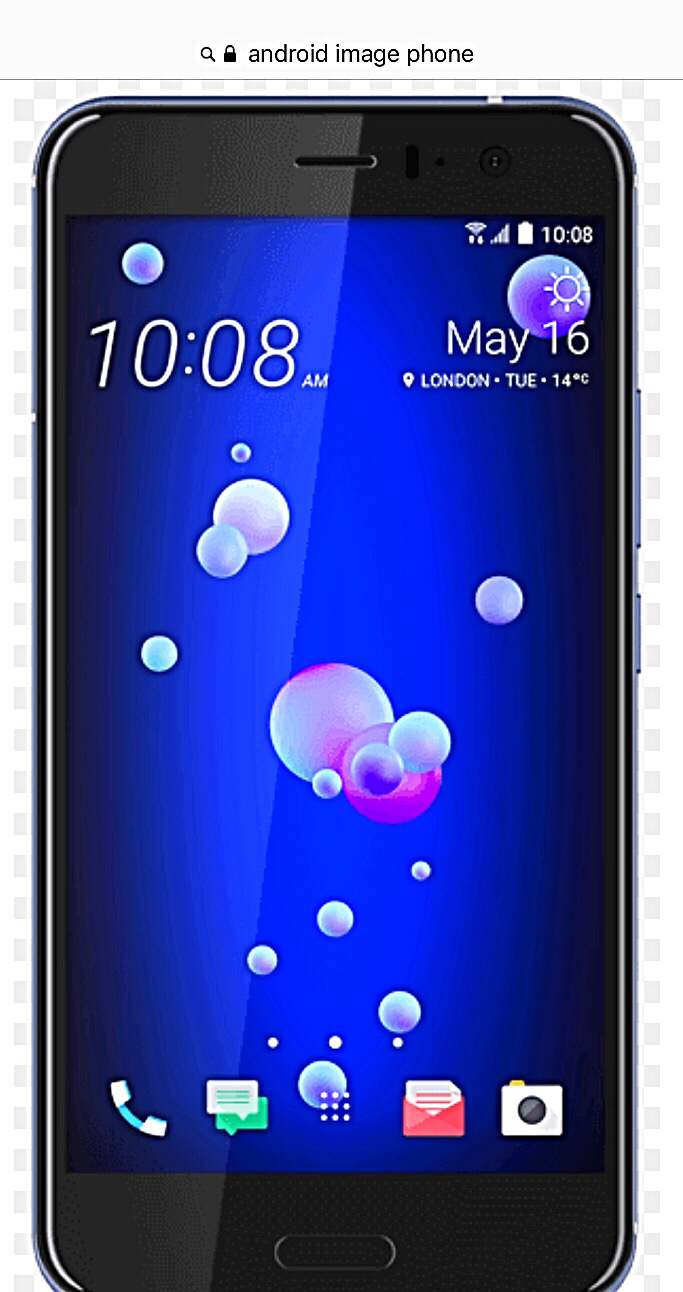 android image phone
10:08
10:08 AM
May 16
LONDON • TUE • 14°C